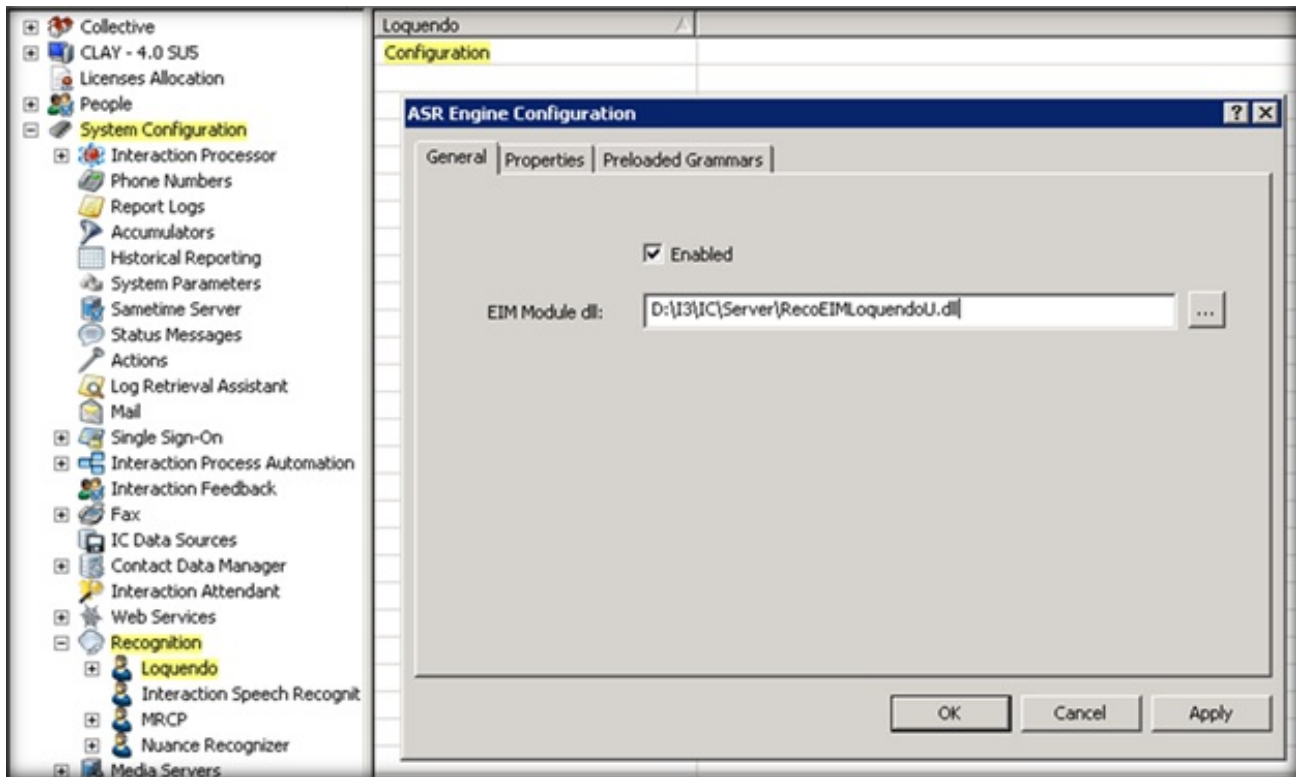 Collective
CLAY - 4.0 SU5
Licenses Allocation
People
System Configuration
Interaction Processor
Phone Numbers
Report Logs
Accumulators
Historical Reporting
System Parameters
Sametime Server
Status Messages
Actions
Log Retrieval Assistant
Mail
Single Sign-On
Interaction Process Automation
Interaction Feedback
Fax
IC Data Sources
Contact Data Manager
Interaction Attendant
Web Services
Recognition
Loquendo
Interaction Speech Recognit
MRCP
Nuance Recognizer
Media Servers
Loquendo
Configuration
ASR Engine Configuration
General Properties Preloaded Grammars
Enabled
EIM Module dll: D:\I3\IC\Server\RecoEIMLoquendoU.dll ...
OK Cancel Apply